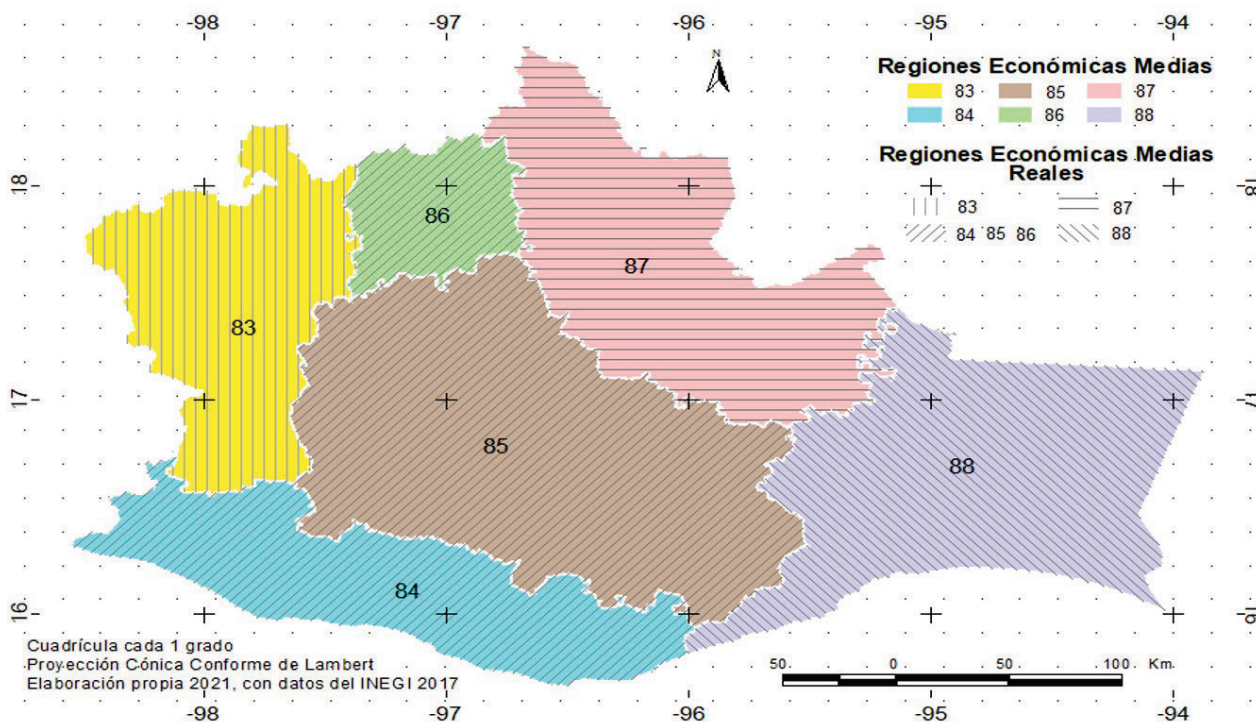 -98 -97 -96 -95 -94
N
Regiones Económicas Medias
83 85 87
84 86 88
Regiones Económicas Medias
Reales
83 87
84 85 86 88
18 18
86
87
83
17 17
85
88
84
16 16
Cuadrícula cada 1 grado
Proyección Cónica Conforme de Lambert
Elaboración propia 2021, con datos del INEGI 2017
50 0 50 100 Km
-98 -97 -96 -95 -94